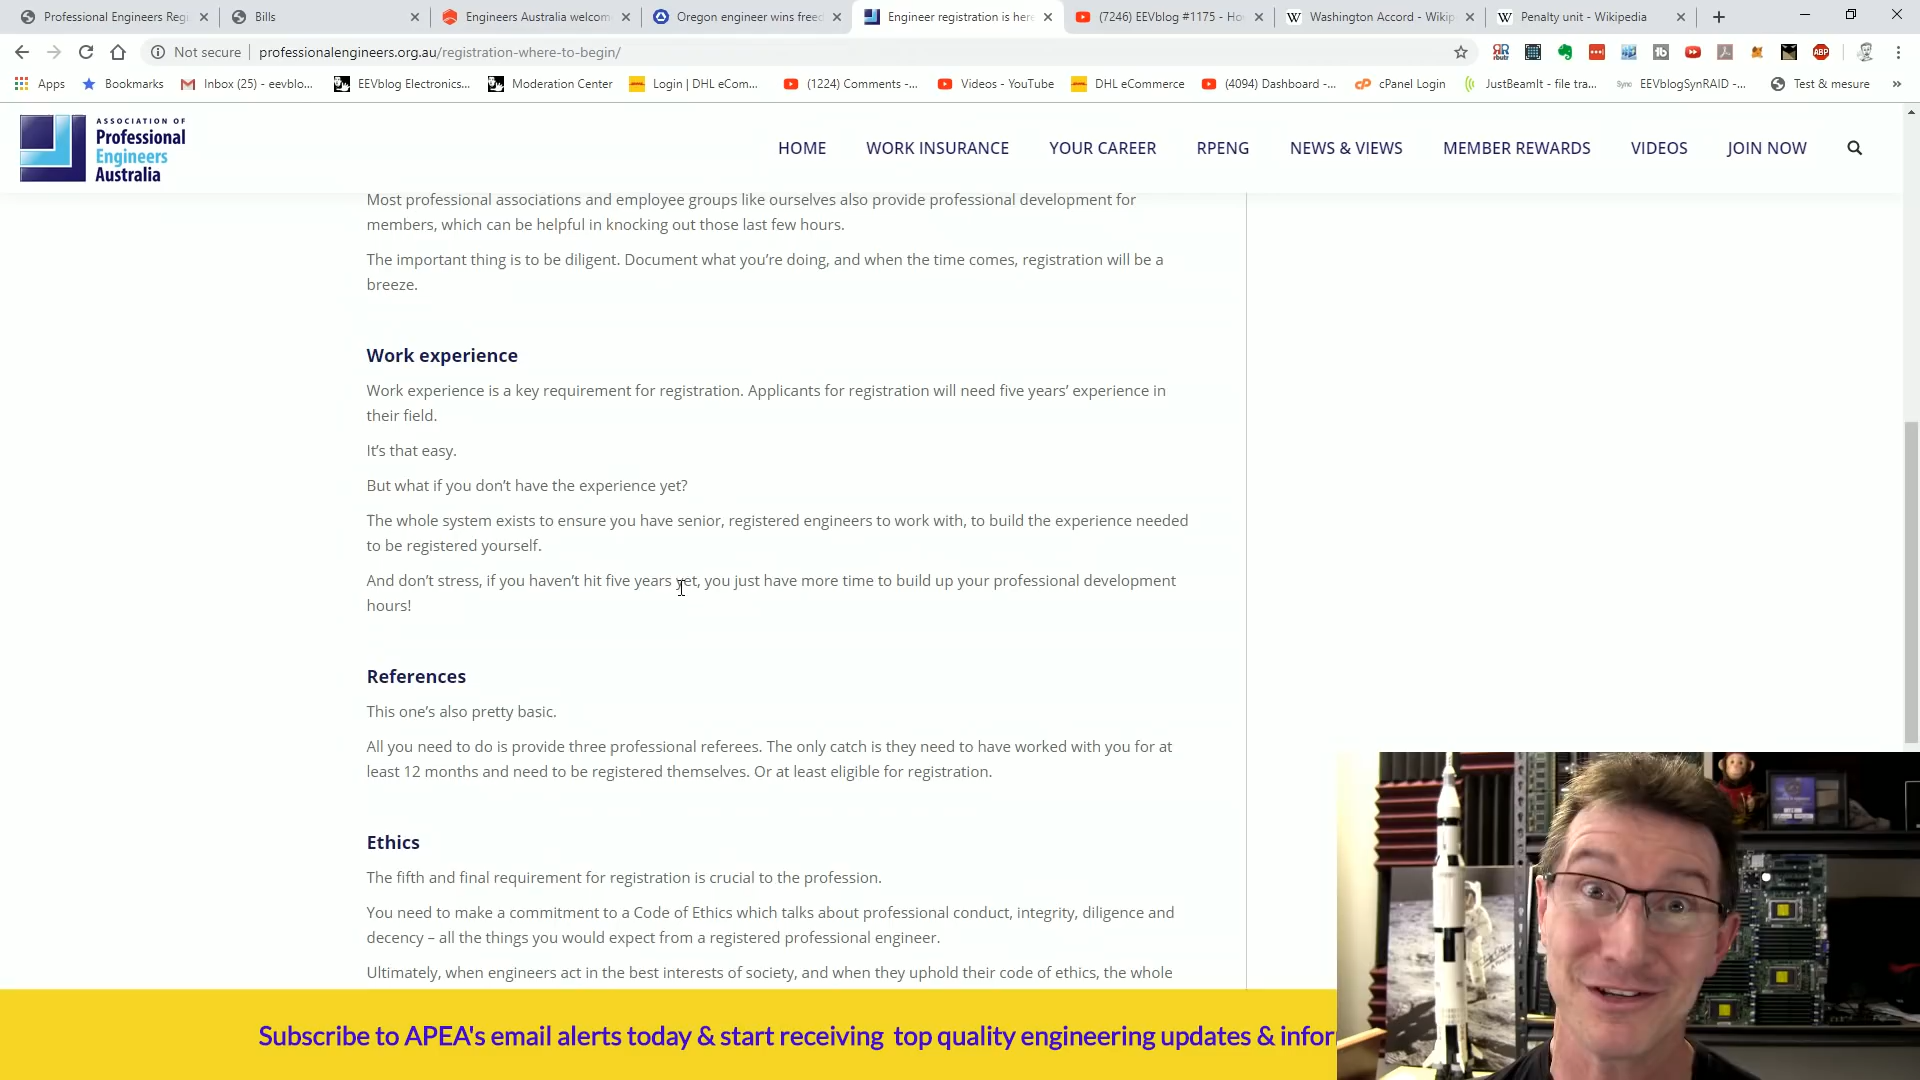 Professional Engineers Regi
Bills
Engineers Australia welcom
Oregon engineer wins freed
Engineer registration is here
(7246) EEVblog #1175 - Ho
Washington Accord - Wikip
Penalty unit - Wikipedia
Not secure
professionalengineers.org.au/registration-where-to-begin/
Apps
Bookmarks
Inbox (25) - eevblo...
EEVblog Electronics...
Moderation Center
Login | DHL eCom...
(1224) Comments -...
Videos - YouTube
DHL eCommerce
(4094) Dashboard -...
cPanel Login
JustBeamIt - file tra...
Sync
EEVblogSynRAID -...
Test & mesure
»
ASSOCIATION OF
Professional
Engineers
Australia
HOME
WORK INSURANCE
YOUR CAREER
RPENG
NEWS & VIEWS
MEMBER REWARDS
VIDEOS
JOIN NOW
Most professional associations and employee groups like ourselves also provide professional development for
members, which can be helpful in knocking out those last few hours.
The important thing is to be diligent. Document what you’re doing, and when the time comes, registration will be a
breeze.
Work experience
Work experience is a key requirement for registration. Applicants for registration will need five years’ experience in
their field.
It’s that easy.
But what if you don’t have the experience yet?
The whole system exists to ensure you have senior, registered engineers to work with, to build the experience needed
to be registered yourself.
And don’t stress, if you haven’t hit five years yet, you just have more time to build up your professional development
hours!
References
This one’s also pretty basic.
All you need to do is provide three professional referees. The only catch is they need to have worked with you for at
least 12 months and need to be registered themselves. Or at least eligible for registration.
Ethics
The fifth and final requirement for registration is crucial to the profession.
You need to make a commitment to a Code of Ethics which talks about professional conduct, integrity, diligence and
decency – all the things you would expect from a registered professional engineer.
Ultimately, when engineers act in the best interests of society, and when they uphold their code of ethics, the whole
Subscribe to APEA's email alerts today & start receiving top quality engineering updates & infor